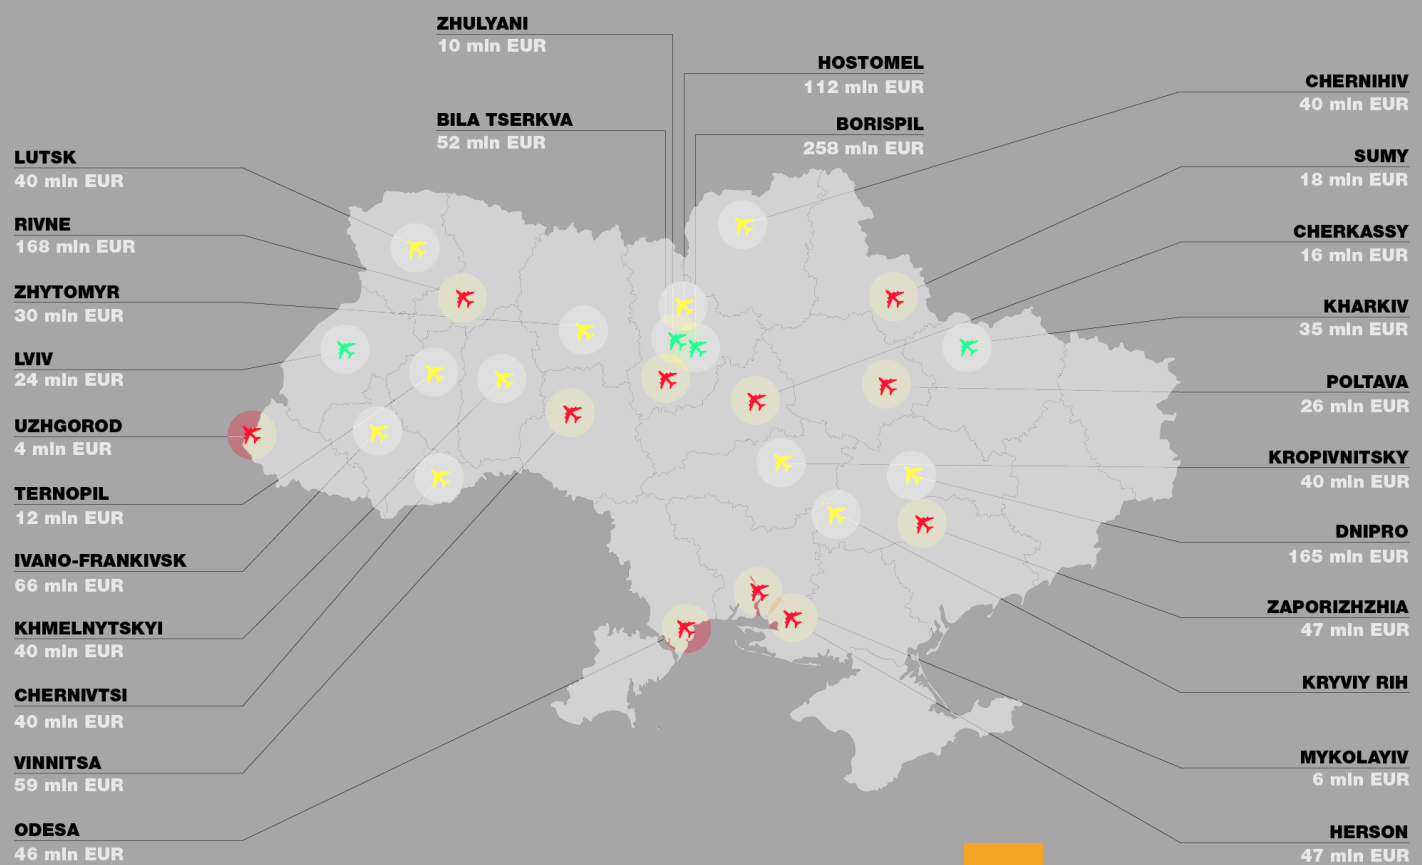 ZHULYANI
10 mln EUR
HOSTOMEL
112 mln EUR
BILA TSERKVA
52 mln EUR
BORISPIL
258 mln EUR
LUTSK
40 mln EUR
RIVNE
168 mln EUR
ZHYTOMYR
30 mln EUR
LVIV
24 mln EUR
UZHGOROD
4 mln EUR
TERNOPIL
12 mln EUR
IVANO-FRANKIVSK
66 mln EUR
KHMELNYTSKYI
40 mln EUR
CHERNIVTSI
40 mln EUR
VINNITSA
59 mln EUR
ODESA
46 mln EUR
CHERNIHIV
40 mln EUR
SUMY
18 mln EUR
CHERKASSY
16 mln EUR
KHARKIV
35 mln EUR
POLTAVA
26 mln EUR
KROPIVNITSKY
40 mln EUR
DNIPRO
165 mln EUR
ZAPORIZHZHIA
47 mln EUR
KRYVIY RIH
MYKOLAYIV
6 mln EUR
HERSON
47 mln EUR